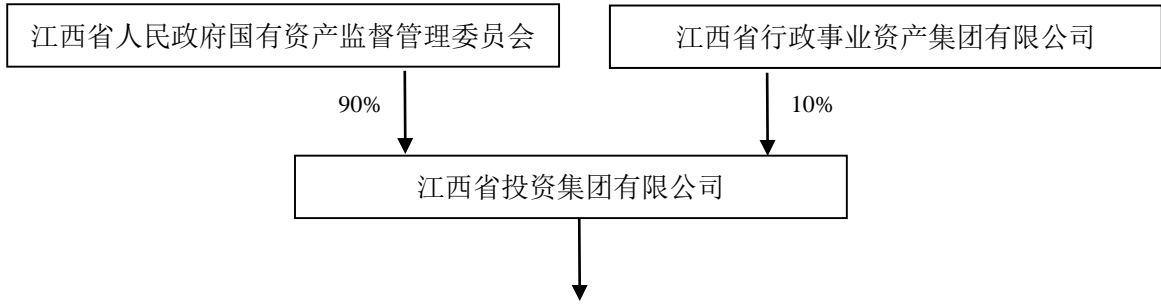 江西省人民政府国有资产监督管理委员会
江西省行政事业资产集团有限公司
90%
10%
江西省投资集团有限公司